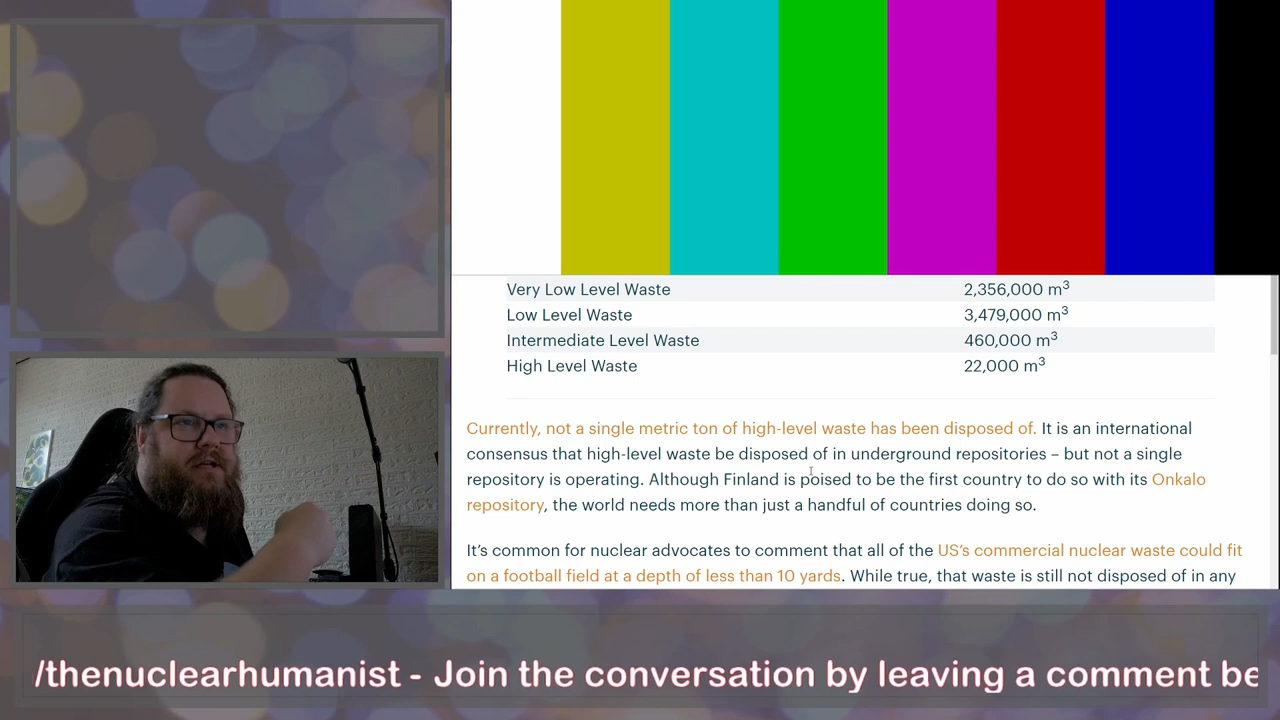 Very Low Level Waste 2,356,000 m³
Low Level Waste 3,479,000 m³
Intermediate Level Waste 460,000 m³
High Level Waste 22,000 m³
Currently, not a single metric ton of high-level waste has been disposed of. It is an international
consensus that high-level waste be disposed of in underground repositories – but not a single
repository is operating. Although Finland is poised to be the first country to do so with its Onkalo
repository, the world needs more than just a handful of countries doing so.
It’s common for nuclear advocates to comment that all of the US’s commercial nuclear waste could fit
on a football field at a depth of less than 10 yards. While true, that waste is still not disposed of in any
/thenuclearhumanist - Join the conversation by leaving a comment be